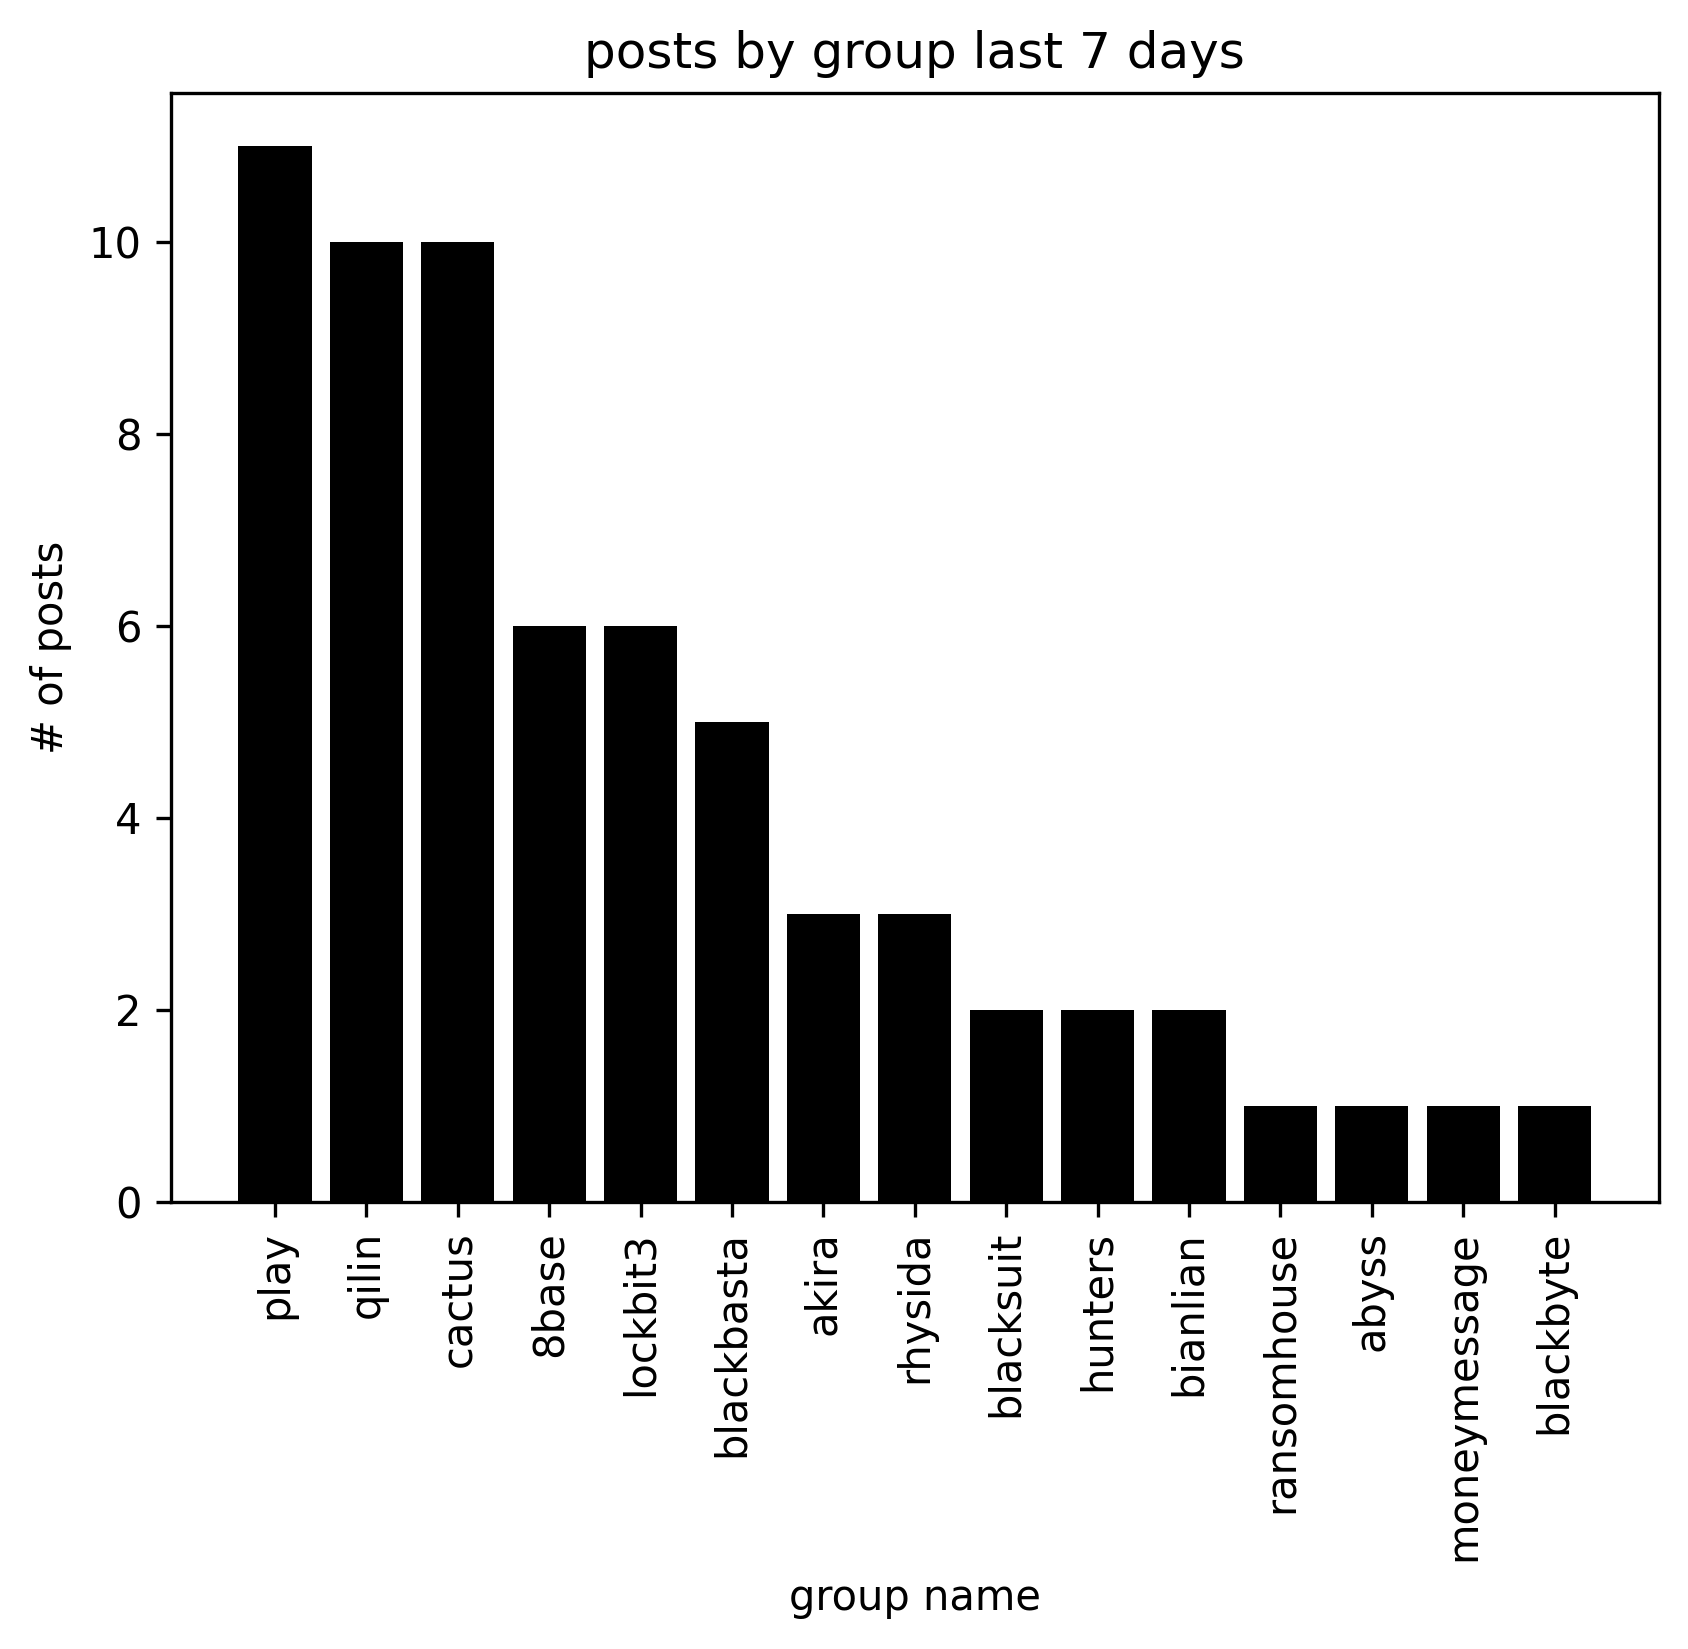 posts by group last 7 days
# of posts
10
8
6
4
2
0
play
qilin
cactus
8base
lockbit3
blackbasta
akira
rhysida
blacksuit
hunters
bianlian
ransomhouse
abyss
moneymessage
blackbyte
group name